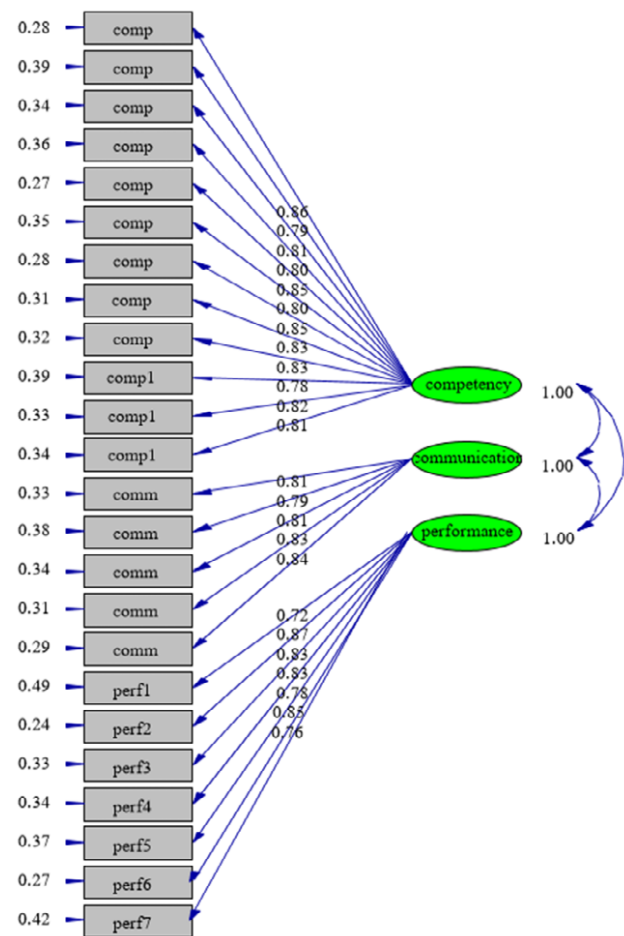 0.28 comp
0.39 comp
0.34 comp
0.36 comp
0.27 comp
0.35 comp
0.28 comp
0.31 comp
0.32 comp
0.39 comp1
0.33 comp1
0.34 comp1
0.33 comm
0.38 comm
0.34 comm
0.31 comm
0.29 comm
0.49 perf1
0.24 perf2
0.33 perf3
0.34 perf4
0.37 perf5
0.27 perf6
0.42 perf7
0.86
0.79
0.81
0.80
0.85
0.80
0.85
0.83
0.83
0.78
0.82
0.81
0.81
0.79
0.81
0.83
0.84
0.72
0.87
0.83
0.83
0.78
0.85
0.76
competency 1.00
communication 1.00
performance 1.00